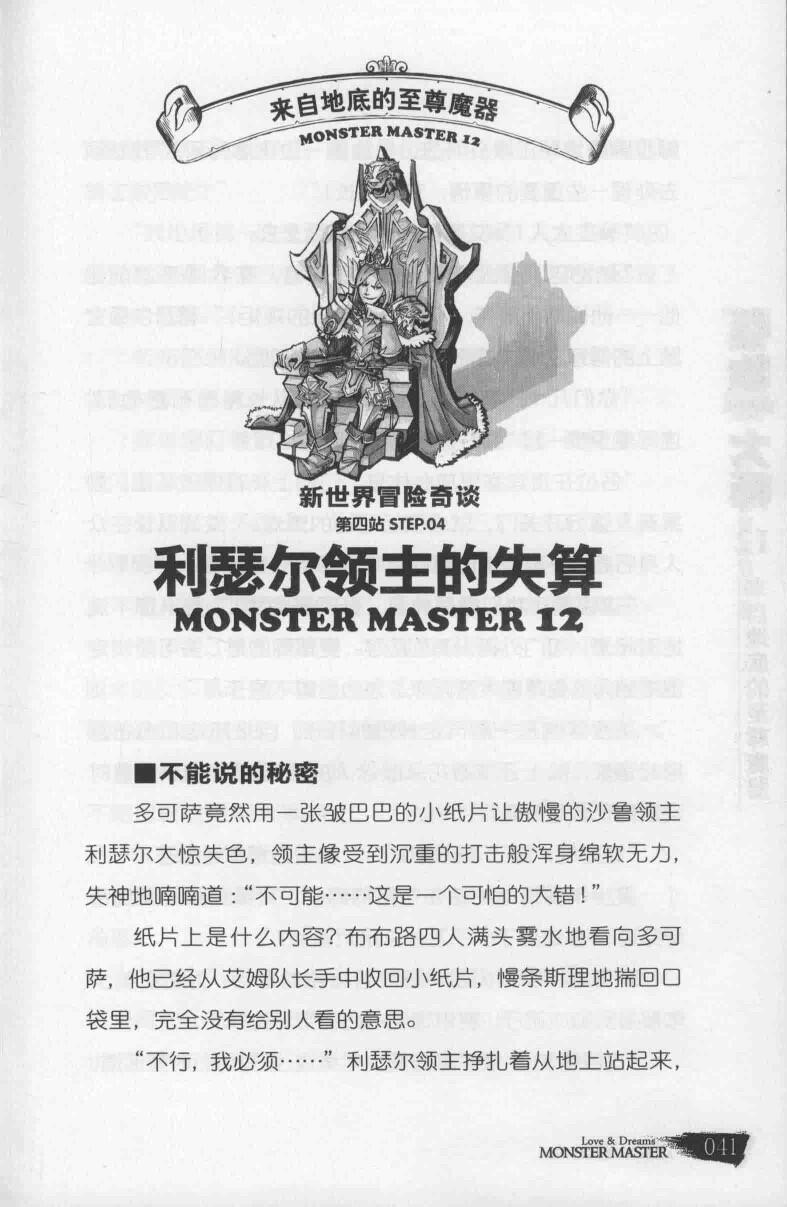 来自地底的至尊魔器
MONSTER MASTER 12
新世界冒险奇谈
第四站 STEP.04
利瑟尔领主的失算
MONSTER MASTER 12
■不能说的秘密
多可萨竟然用一张皱巴巴的小纸片让傲慢的沙鲁领主
利瑟尔大惊失色，领主像受到沉重的打击般浑身绵软无力，
失神地喃喃道：“不可能……这是一个可怕的大错！”
纸片上是什么内容？布布路四人满头雾水地看向多可
萨，他已经从艾姆队长手中收回小纸片，慢条斯理地揣回口
袋里，完全没有给别人看的意思。
“不行，我必须……”利瑟尔领主挣扎着从地上站起来，
Love & Dreams
MONSTER MASTER 041